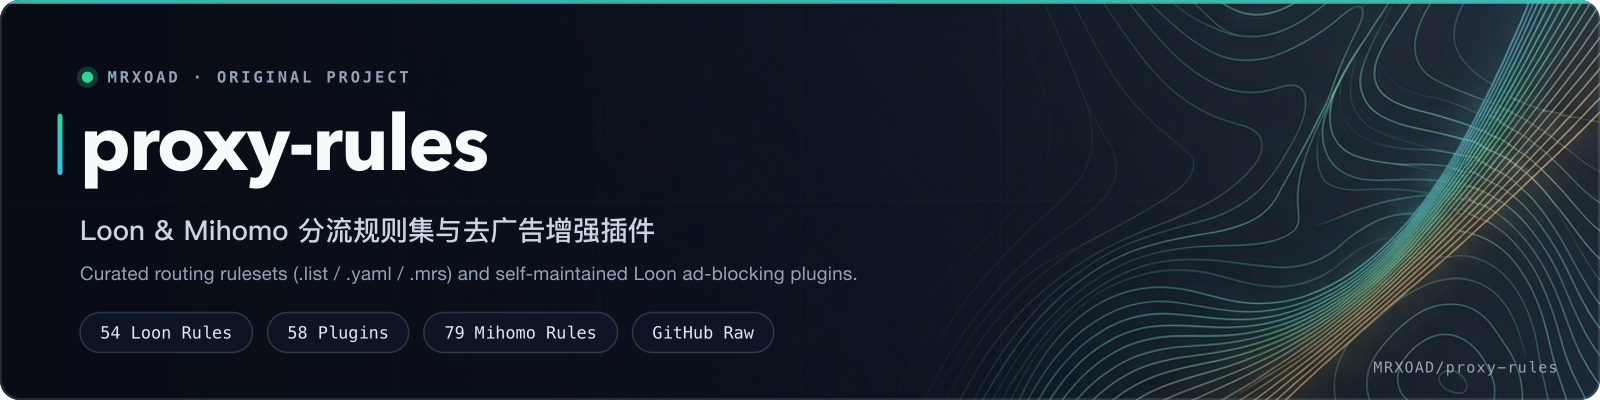 MRXOAD · ORIGINAL PROJECT
proxy-rules
Loon & Mihomo 分流规则集与去广告增强插件
Curated routing rulesets (.list / .yaml / .mrs) and self-maintained Loon ad-blocking plugins.
54 Loon Rules 58 Plugins 79 Mihomo Rules GitHub Raw
MRXOAD/proxy-rules